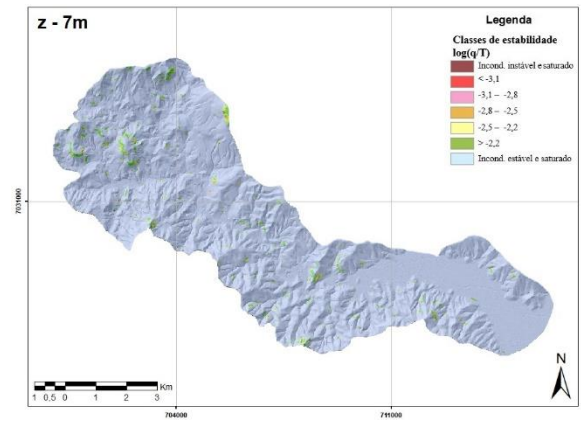 z - 7m
Legenda
Classes de estabilidade
log(q/T)
Incond. instável e saturado
< -3,1
-3,1 – -2,8
-2,8 – -2,5
-2,5 – -2,2
> -2,2
Incond. estável e saturado
7031000
N
1 0,5 0 1 2 3 Km
704000 711000